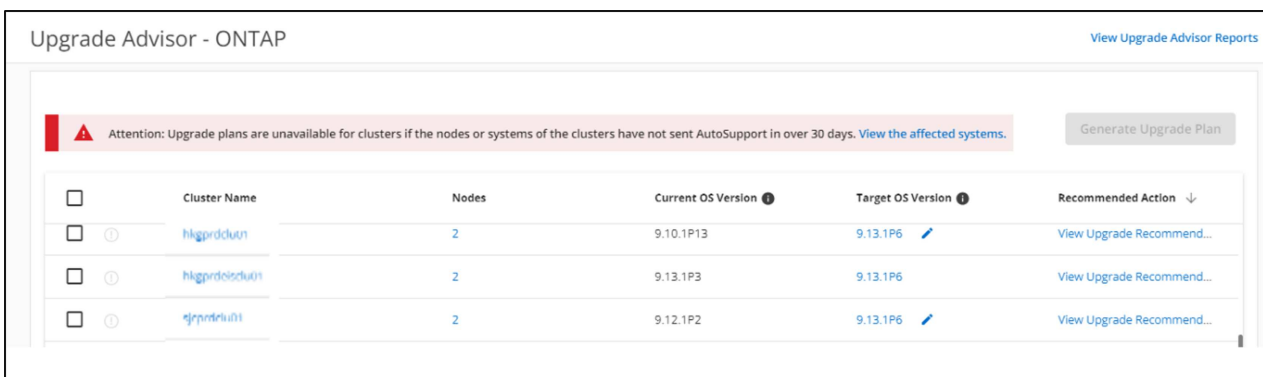 Upgrade Advisor - ONTAP
View Upgrade Advisor Reports
Attention: Upgrade plans are unavailable for clusters if the nodes or systems of the clusters have not sent AutoSupport in over 30 days. View the affected systems.
Generate Upgrade Plan
Cluster Name Nodes Current OS Version Target OS Version Recommended Action
2 9.10.1P13 9.13.1P6 View Upgrade Recommend...
2 9.13.1P3 9.13.1P6 View Upgrade Recommend...
2 9.12.1P2 9.13.1P6 View Upgrade Recommend...